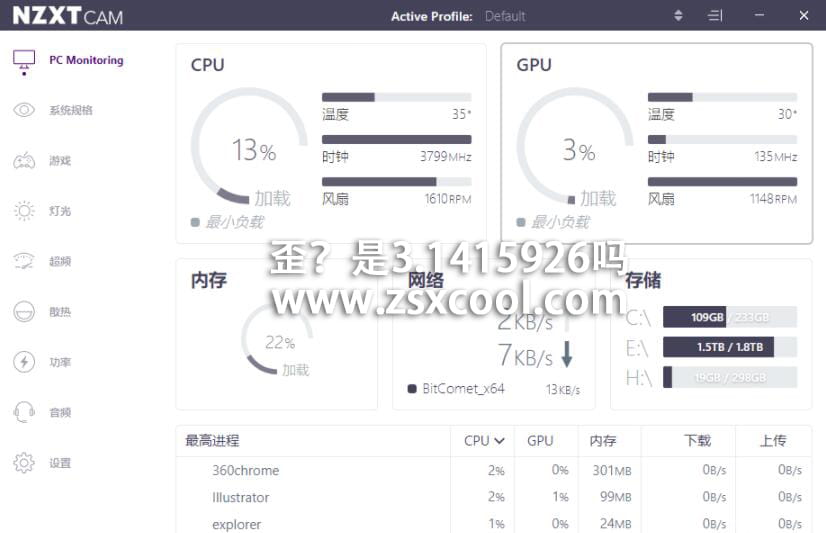 NZXT CAM
Active Profile: Default
PC Monitoring
系统规格
游戏
灯光
超频
散热
功率
音频
设置
CPU
13%
加载
最小负载
温度 35°
时钟 3799MHz
风扇 1610RPM
GPU
3%
加载
最小负载
温度 30°
时钟 135MHz
风扇 1148RPM
歪？是3.1415926吗
www.zsxcool.com
内存
22%
加载
网络
2KB/s
7KB/s
BitComet_x64 13KB/s
存储
C:\ 109GB / 233GB
E:\ 1.5TB / 1.8TB
H:\ 19GB / 298GB
最高进程 CPU GPU 内存 下载 上传
360chrome 2% 0% 301MB 0B/s 0B/s
Illustrator 2% 1% 99MB 0B/s 0B/s
explorer 1% 0% 24MB 0B/s 0B/s